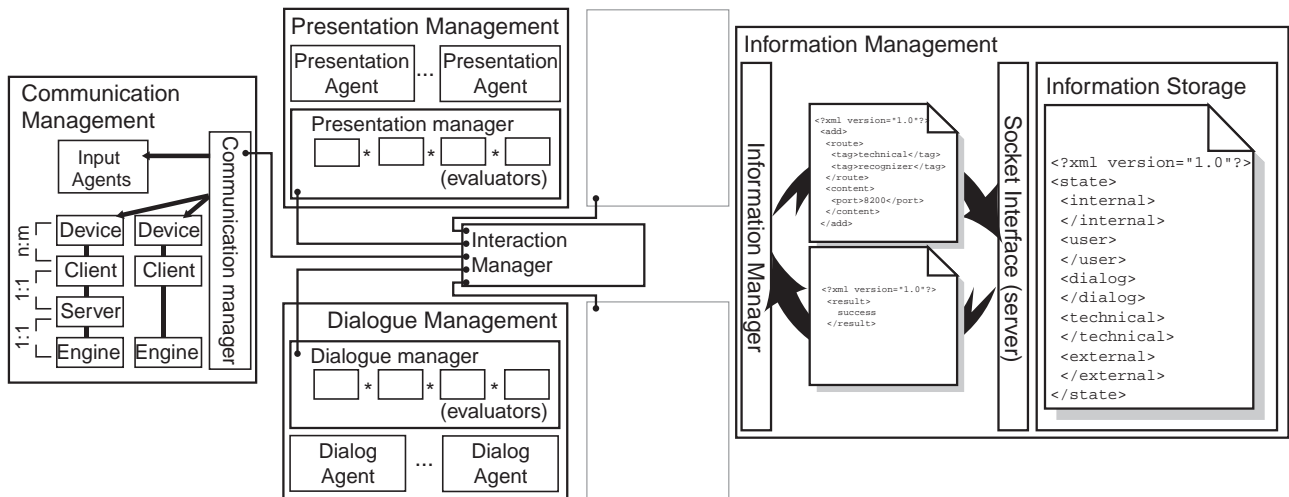 Communication
Management
Input
Agents
Communication manager
Device
Device
Client
Client
Server
Engine
Engine
n:m
1:1
1:1
Presentation Management
Presentation
Agent
...
Presentation
Agent
Presentation manager
* * *
(evaluators)
Interaction
Manager
Dialogue Management
Dialogue manager
* * *
(evaluators)
Dialog
Agent
...
Dialog
Agent
Information Management
Information Manager
<?xml version="1.0"?>
<add>
<route>
<tag>technical</tag>
<tag>recognizer</tag>
</route>
<content>
<port>8200</port>
</content>
</add>
<?xml version="1.0"?>
<result>
success
</result>
Socket Interface (server)
Information Storage
<?xml version="1.0"?>
<state>
<internal>
</internal>
<user>
</user>
<dialog>
</dialog>
<technical>
</technical>
<external>
</external>
</state>